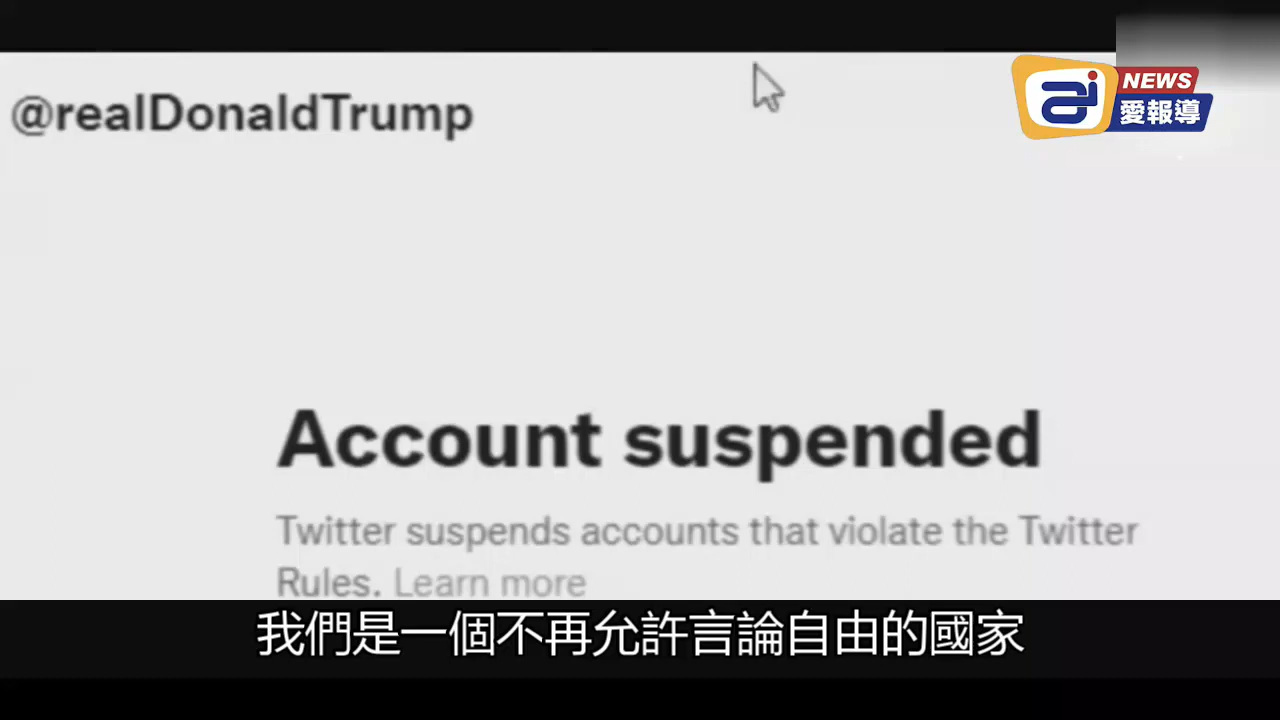 @realDonaldTrump
NEWS
愛報導
Account suspended
Twitter suspends accounts that violate the Twitter
Rules. Learn more
我們是一個不再允許言論自由的國家